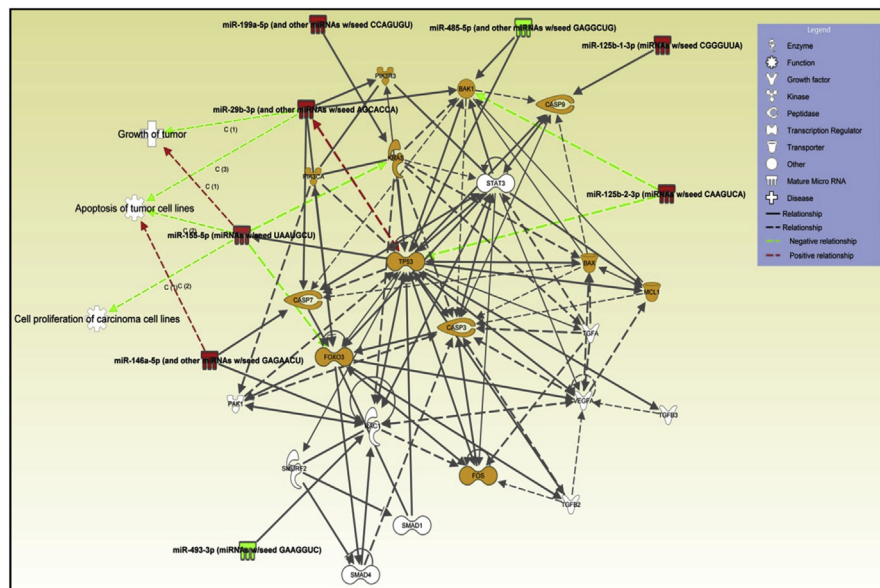 miR-199a-5p (and other miRNAs w/seed CCAGUGU)
miR-485-5p (and other miRNAs w/seed GAGGCUG)
miR-125b-1-3p (miRNAs w/seed CGGGUUA)
PIK3R3
BAK1
CASP9
miR-29b-3p (and other miRNAs w/seed AGCACCA)
Growth of tumor
C (1)
C (3)
KRAS
PIK3CA
STAT3
C (1)
miR-125b-2-3p (miRNAs w/seed CAAGUCA)
Apoptosis of tumor cell lines
C (2)
miR-155-5p (miRNAs w/seed UAAUGCU)
TP53
BAX
MCL1
C (2)
CASP7
Cell proliferation of carcinoma cell lines
CASP3
TGFA
miR-146a-5p (and other miRNAs w/seed GAGAACU)
FOXO3
PAK1
VEGFA
TGFB3
SMURF2
FOS
TGFB2
SMAD1
miR-493-3p (miRNAs w/seed GAAGGUC)
SMAD4
Legend
Enzyme
Function
Growth factor
Kinase
Peptidase
Transcription Regulator
Transporter
Other
Mature Micro RNA
Disease
Relationship
Relationship
Negative relationship
Positive relationship